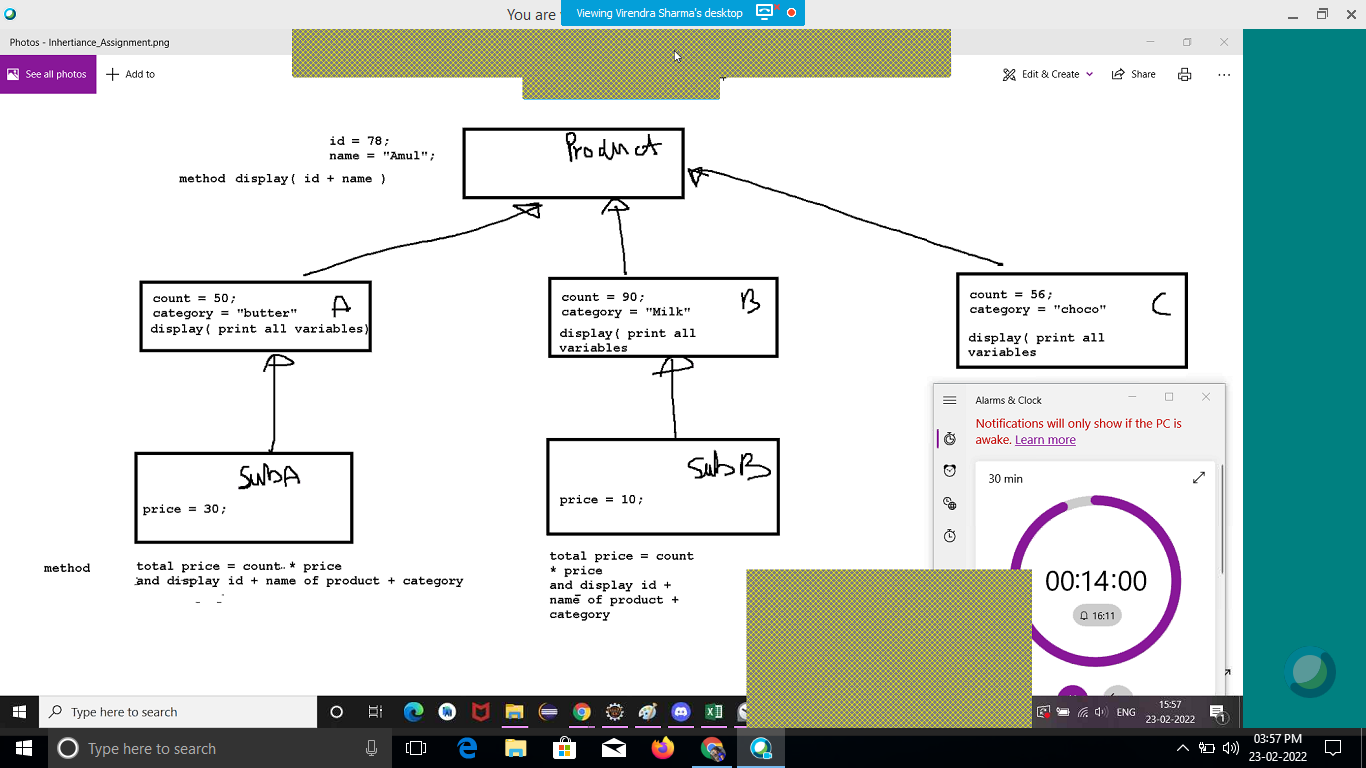 You are
Viewing Virendra Sharma's desktop
Photos - Inhertiance_Assignment.png
See all photos
Add to
Edit & Create
Share
id = 78;
name = "Amul";
method display( id + name )
Product
count = 50;
category = "butter"
display( print all variables)
A
count = 90;
category = "Milk"
display( print all
variables
B
count = 56;
category = "choco"
display( print all
variables
C
SubA
price = 30;
SubB
price = 10;
method
total price = count * price
and display id + name of product + category
total price = count
* price
and display id +
name of product +
category
Alarms & Clock
Notifications will only show if the PC is
awake. Learn more
30 min
00:14:00
16:11
Type here to search
ENG
15:57
23-02-2022
1
Type here to search
03:57 PM
23-02-2022